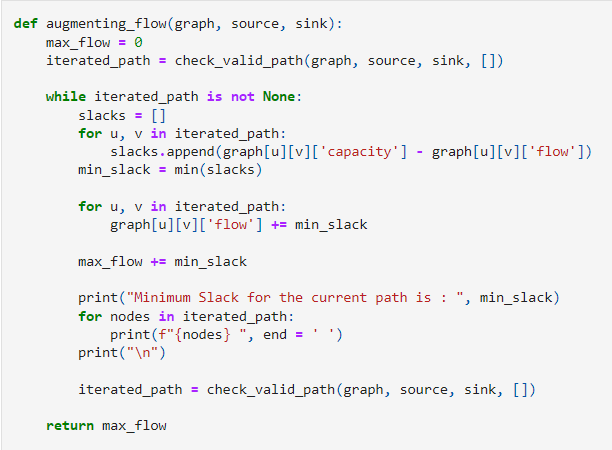 def augmenting_flow(graph, source, sink):
    max_flow = 0
    iterated_path = check_valid_path(graph, source, sink, [])

    while iterated_path is not None:
        slacks = []
        for u, v in iterated_path:
            slacks.append(graph[u][v]['capacity'] - graph[u][v]['flow'])
        min_slack = min(slacks)

        for u, v in iterated_path:
            graph[u][v]['flow'] += min_slack

        max_flow += min_slack

        print("Minimum Slack for the current path is : ", min_slack)
        for nodes in iterated_path:
            print(f"{nodes} ", end = ' ')
        print("\n")

        iterated_path = check_valid_path(graph, source, sink, [])

    return max_flow